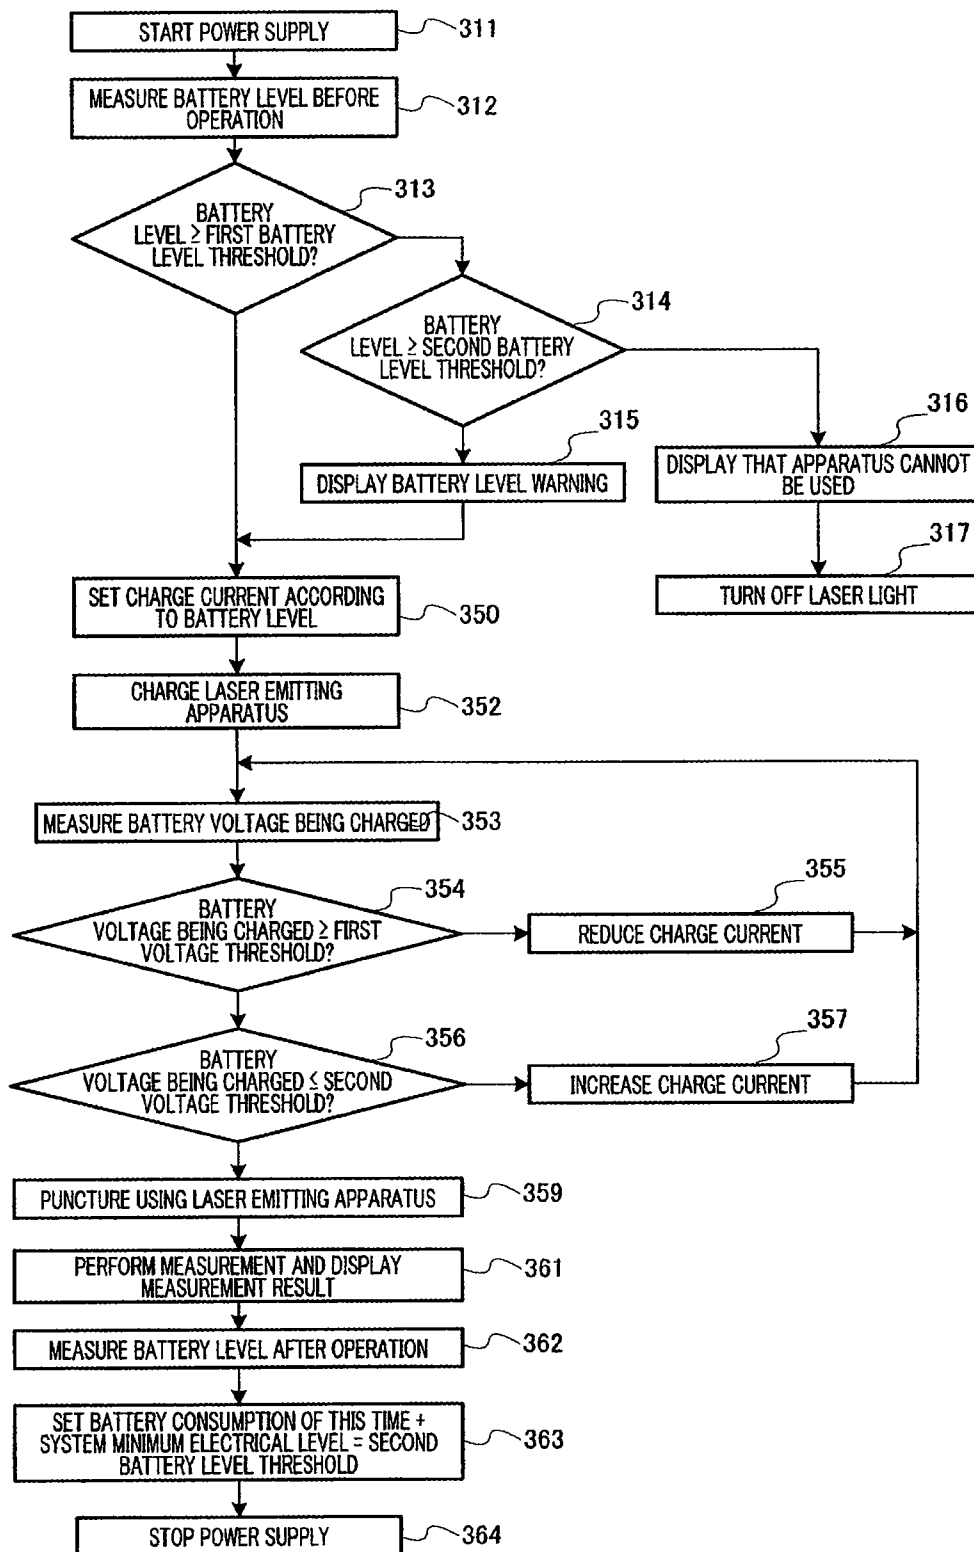 START POWER SUPPLY
311
MEASURE BATTERY LEVEL BEFORE
OPERATION
312
313
BATTERY
LEVEL ≥ FIRST BATTERY
LEVEL THRESHOLD?
314
BATTERY
LEVEL ≥ SECOND BATTERY
LEVEL THRESHOLD?
315
DISPLAY BATTERY LEVEL WARNING
316
DISPLAY THAT APPARATUS CANNOT
BE USED
317
TURN OFF LASER LIGHT
SET CHARGE CURRENT ACCORDING
TO BATTERY LEVEL
350
CHARGE LASER EMITTING
APPARATUS
352
MEASURE BATTERY VOLTAGE BEING CHARGED
353
354
BATTERY
VOLTAGE BEING CHARGED ≥ FIRST
VOLTAGE THRESHOLD?
355
REDUCE CHARGE CURRENT
356
BATTERY
VOLTAGE BEING CHARGED ≤ SECOND
VOLTAGE THRESHOLD?
357
INCREASE CHARGE CURRENT
PUNCTURE USING LASER EMITTING APPARATUS
359
PERFORM MEASUREMENT AND DISPLAY
MEASUREMENT RESULT
361
MEASURE BATTERY LEVEL AFTER OPERATION
362
SET BATTERY CONSUMPTION OF THIS TIME +
SYSTEM MINIMUM ELECTRICAL LEVEL = SECOND
BATTERY LEVEL THRESHOLD
363
STOP POWER SUPPLY
364